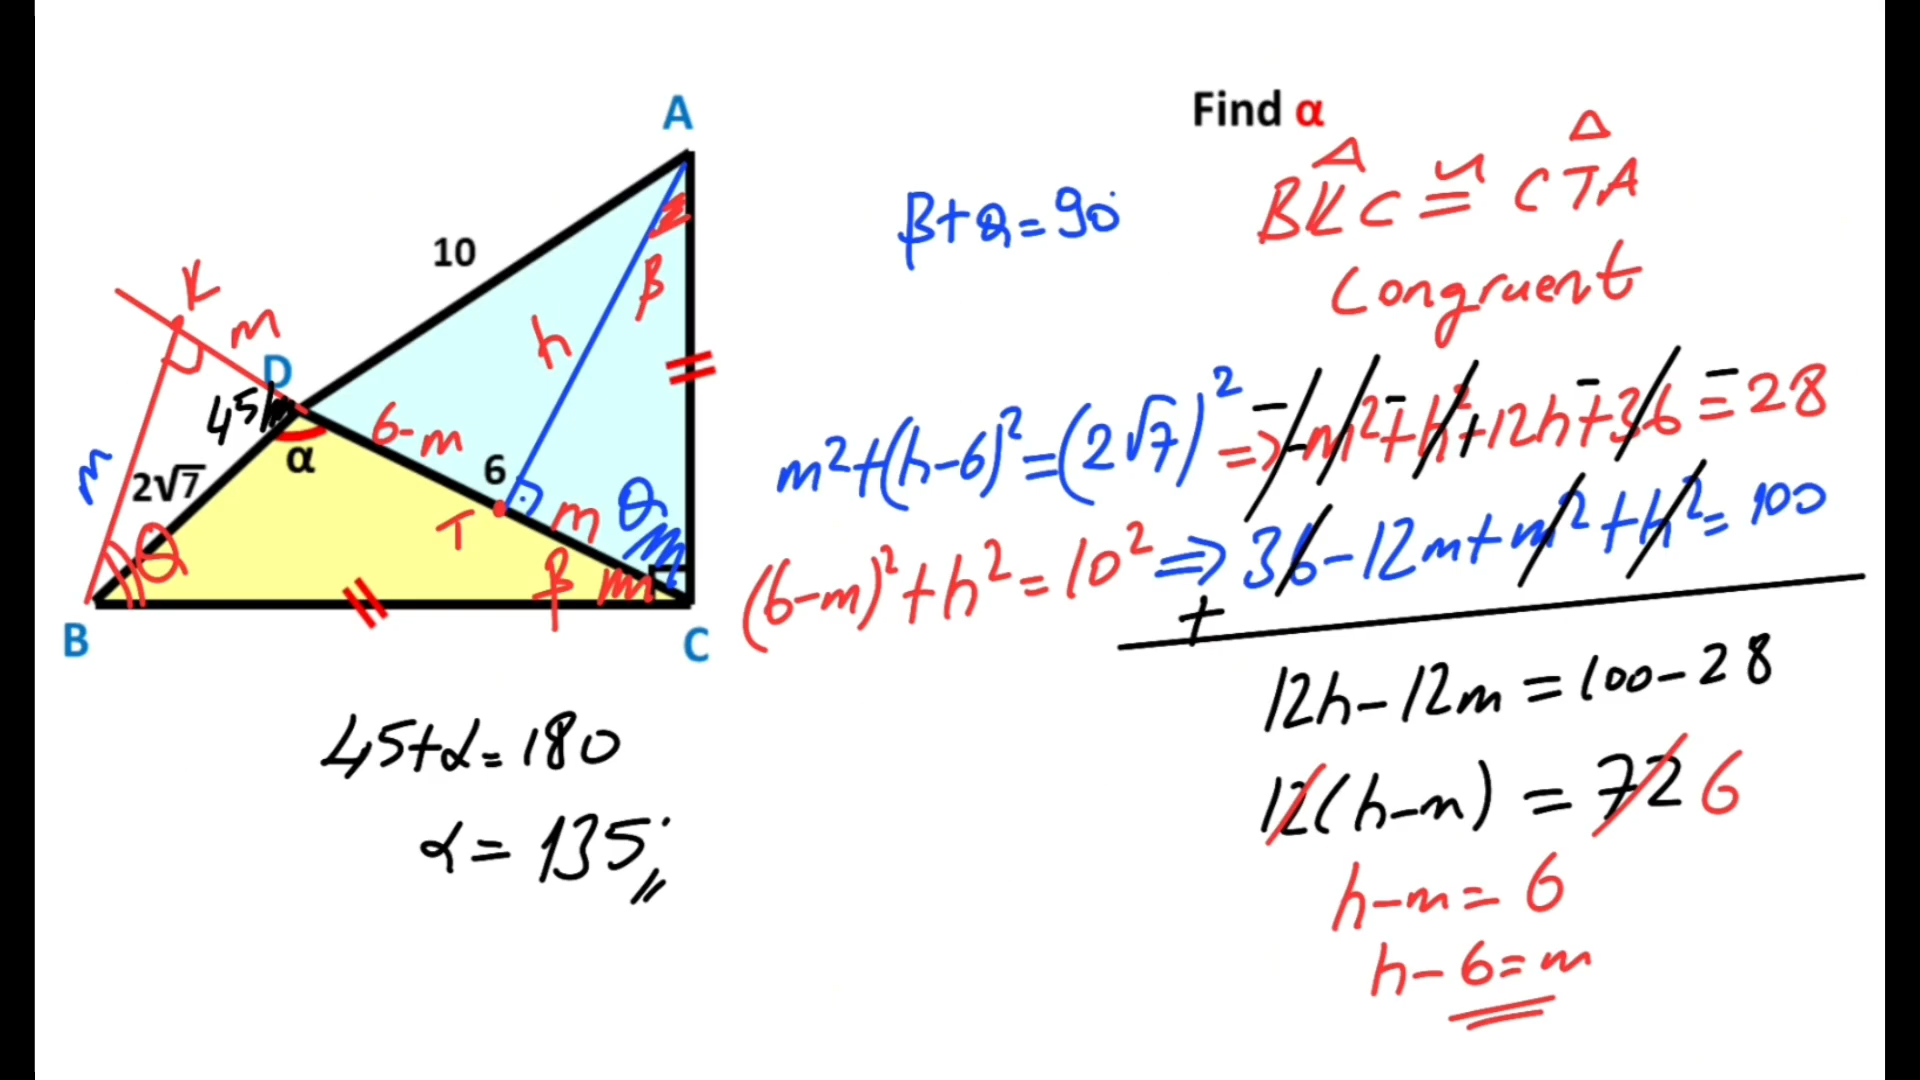 Find α
A
10
β+θ=90°
BKC ≅ CTA
Congruent
K
m
D
h
β
45
α
6-m
6
T
m
θ
m
2√7
θ
β
B
C
m²+(h-6)²=(2√7)² => -m²+h²+12h+36=28
(6-m)²+h²=10² => 36-12m+m²+h²=100
+
12h-12m=100-28
12(h-m)=72 6
h-m=6
h-6=m
45+α=180
α=135°